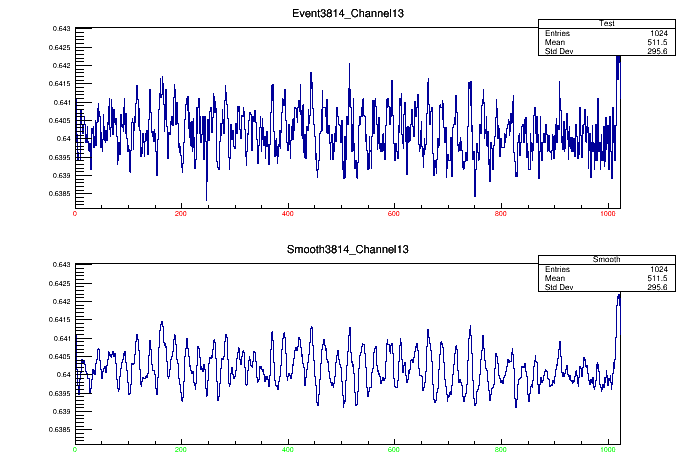 Event3814_Channel13
Test
Entries 1024
Mean 511.5
Std Dev 295.6
0.643
0.6425
0.642
0.6415
0.641
0.6405
0.64
0.6395
0.639
0.6385
0 200 400 600 800 1000
Smooth3814_Channel13
Smooth
Entries 1024
Mean 511.5
Std Dev 295.6
0.643
0.6425
0.642
0.6415
0.641
0.6405
0.64
0.6395
0.639
0.6385
0 200 400 600 800 1000